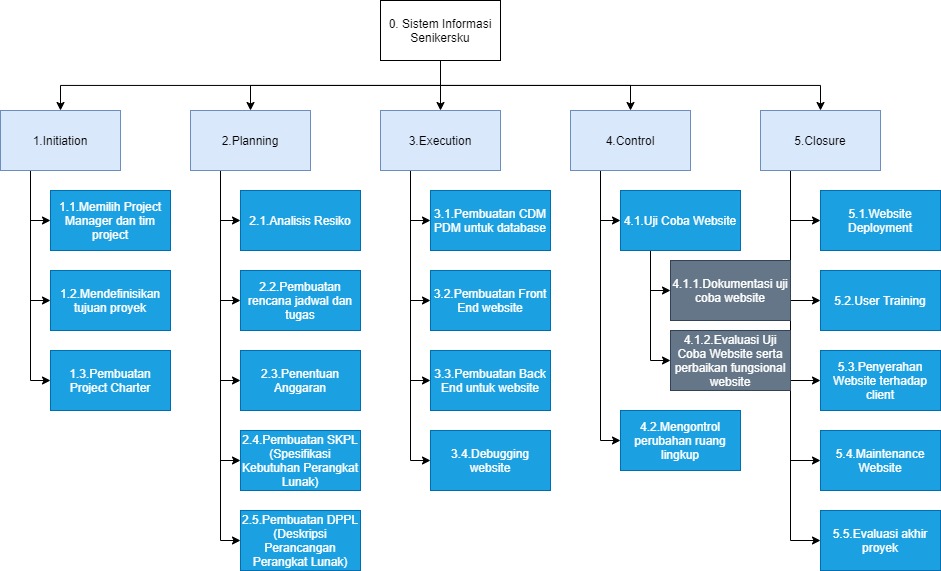 0. Sistem Informasi
Senikersku
1.Initiation
2.Planning
3.Execution
4.Control
5.Closure
1.1.Memilih Project
Manager dan tim
project
1.2.Mendefinisikan
tujuan proyek
1.3.Pembuatan
Project Charter
2.1.Analisis Resiko
2.2.Pembuatan
rencana jadwal dan
tugas
2.3.Penentuan
Anggaran
2.4.Pembuatan SKPL
(Spesifikasi
Kebutuhan Perangkat
Lunak)
2.5.Pembuatan DPPL
(Deskripsi
Perancangan
Perangkat Lunak)
3.1.Pembuatan CDM
PDM untuk database
3.2.Pembuatan Front
End website
3.3.Pembuatan Back
End untuk website
3.4.Debugging
website
4.1.Uji Coba Website
4.1.1.Dokumentasi uji
coba website
4.1.2.Evaluasi Uji
Coba Website serta
perbaikan fungsional
website
4.2.Mengontrol
perubahan ruang
lingkup
5.1.Website
Deployment
5.2.User Training
5.3.Penyerahan
Website terhadap
client
5.4.Maintenance
Website
5.5.Evaluasi akhir
proyek